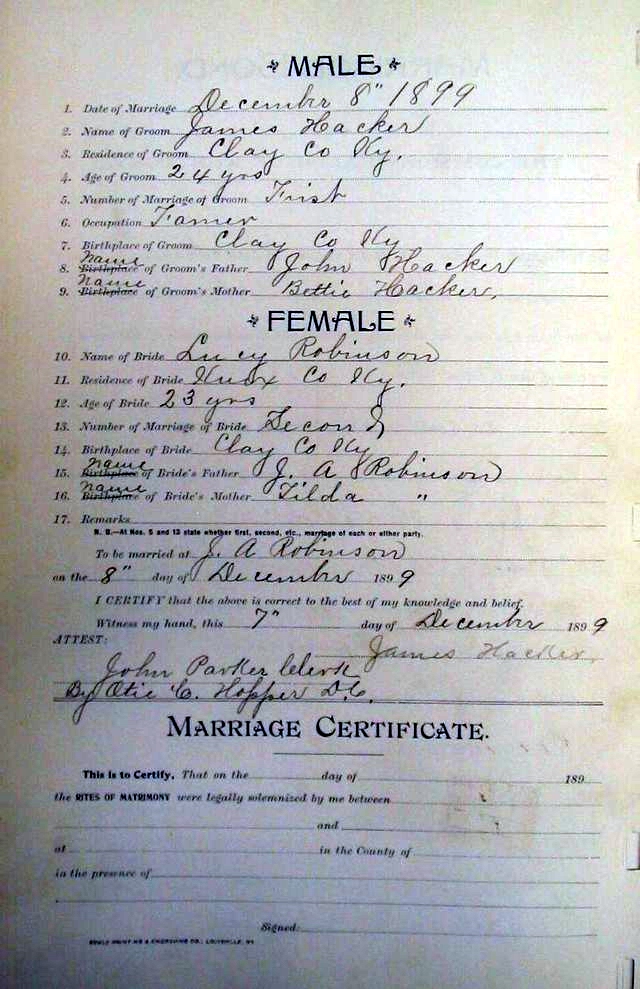 MALE
1. Date of Marriage December 8" 1899
2. Name of Groom James Hacker
3. Residence of Groom Clay Co Ky.
4. Age of Groom 24 yrs
5. Number of Marriage of Groom First
6. Occupation Famer
7. Birthplace of Groom Clay Co Ky
Name
8. Birthplace of Groom's Father John Hacker
Name
9. Birthplace of Groom's Mother Bettie Hacker.
FEMALE
10. Name of Bride Lucy Robinson
11. Residence of Bride Knox Co Ky.
12. Age of Bride 23 yrs
13. Number of Marriage of Bride Second
14. Birthplace of Bride Clay Co Ky
Name
15. Birthplace of Bride's Father J. A Robinson
Name
16. Birthplace of Bride's Mother Tilda "
17. Remarks
N. B.—At Nos. 5 and 13 state whether first, second, etc., marriage of each or either party.
To be married at J. A Robinson
on the 8" day of December 1899
I CERTIFY that the above is correct to the best of my knowledge and belief.
Witness my hand, this 7" day of December 1899
ATTEST: James Hacker.
John Parker Clerk
By Otie C. Hopper D.C.
MARRIAGE CERTIFICATE.
This is to Certify, That on the day of 189
the RITES OF MATRIMONY were legally solemnized by me between
and
at in the County of
in the presence of
Signed:
PRINTING & ENGRAVING CO., LOUISVILLE, KY.